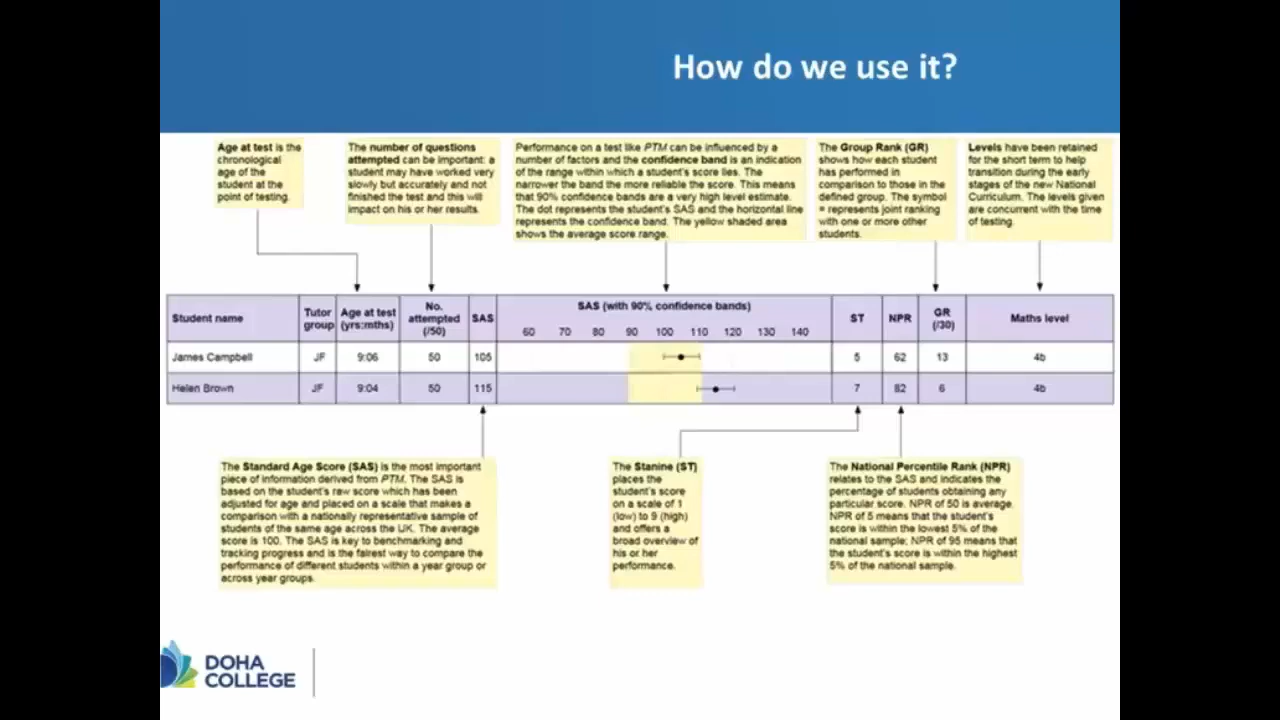 How do we use it?
Age at test is the
chronological
age of the
student at the
point of testing.
The number of questions
attempted can be important: a
student may have worked very
slowly but accurately and not
finished the test and this will
impact on his or her results.
Performance on a test like PTM can be influenced by a
number of factors and the confidence band is an indication
of the range within which a student's score lies. The
narrower the band the more reliable the score. This means
that 90% confidence bands are a very high level estimate.
The dot represents the student's SAS and the horizontal line
represents the confidence band. The yellow shaded area
shows the average score range.
The Group Rank (GR)
shows how each student
has performed in
comparison to those in the
defined group. The symbol
= represents joint ranking
with one or more other
students.
Levels have been retained
for the short term to help
transition during the early
stages of the new National
Curriculum. The levels given
are concurrent with the time
of testing.
Student name
Tutor
group
Age at test
(yrs:mths)
No.
attempted
(/50)
SAS
SAS (with 90% confidence bands)
60 70 80 90 100 110 120 130 140
ST
NPR
GR
(/30)
Maths level
James Campbell JF 9:06 50 105 5 62 13 4b
Helen Brown JF 9:04 50 115 7 82 6 4b
The Standard Age Score (SAS) is the most important
piece of information derived from PTM. The SAS is
based on the student's raw score which has been
adjusted for age and placed on a scale that makes a
comparison with a nationally representative sample of
students of the same age across the UK. The average
score is 100. The SAS is key to benchmarking and
tracking progress and is the fairest way to compare the
performance of different students within a year group or
across year groups.
The Stanine (ST)
places the
student's score
on a scale of 1
(low) to 9 (high)
and offers a
broad overview of
his or her
performance.
The National Percentile Rank (NPR)
relates to the SAS and indicates the
percentage of students obtaining any
particular score. NPR of 50 is average.
NPR of 5 means that the student's
score is within the lowest 5% of the
national sample; NPR of 95 means that
the student's score is within the highest
5% of the national sample.
DOHA
COLLEGE